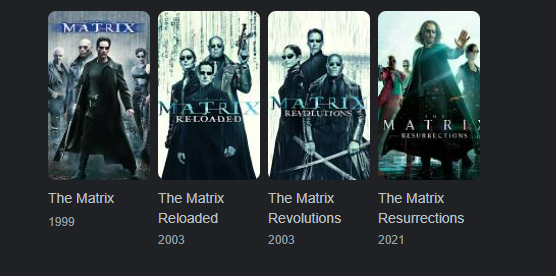 MATRIX
MATRIX
RELOADED
MATRIX
REVOLUTIONS
THE
MATRIX
RESURRECTIONS
The Matrix
1999
The Matrix
Reloaded
2003
The Matrix
Revolutions
2003
The Matrix
Resurrections
2021